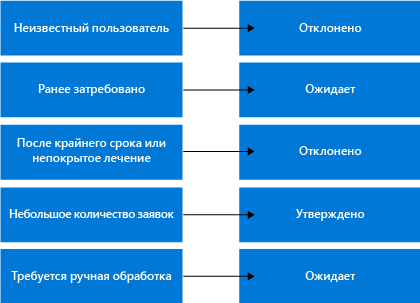 Неизвестный пользователь
Отклонено
Ранее затребовано
Ожидает
После крайнего срока или
непокрытое лечение
Отклонено
Небольшое количество заявок
Утверждено
Требуется ручная обработка
Ожидает